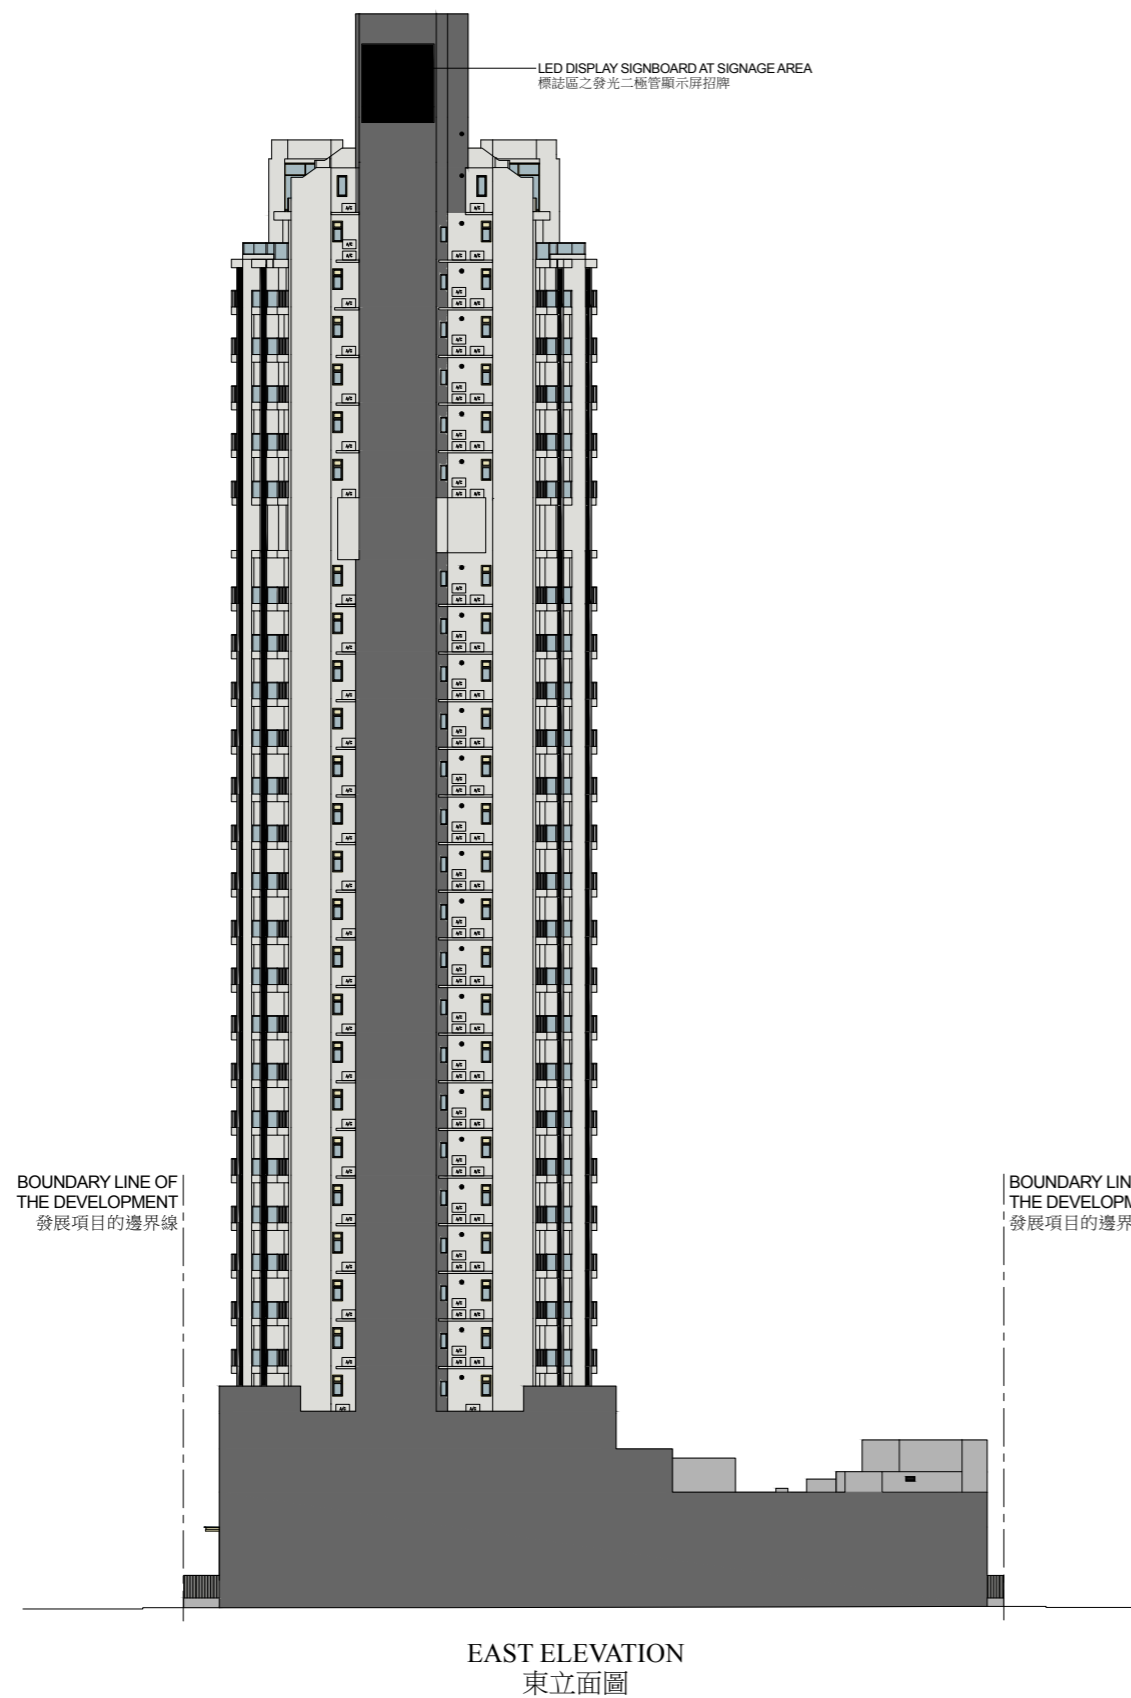 LED DISPLAY SIGNBOARD AT SIGNAGE AREA
標誌區之發光二極管顯示屏招牌
BOUNDARY LINE OF
THE DEVELOPMENT
發展項目的邊界線
BOUNDARY LIN
THE DEVELOPM
發展項目的邊界
EAST ELEVATION
東立面圖